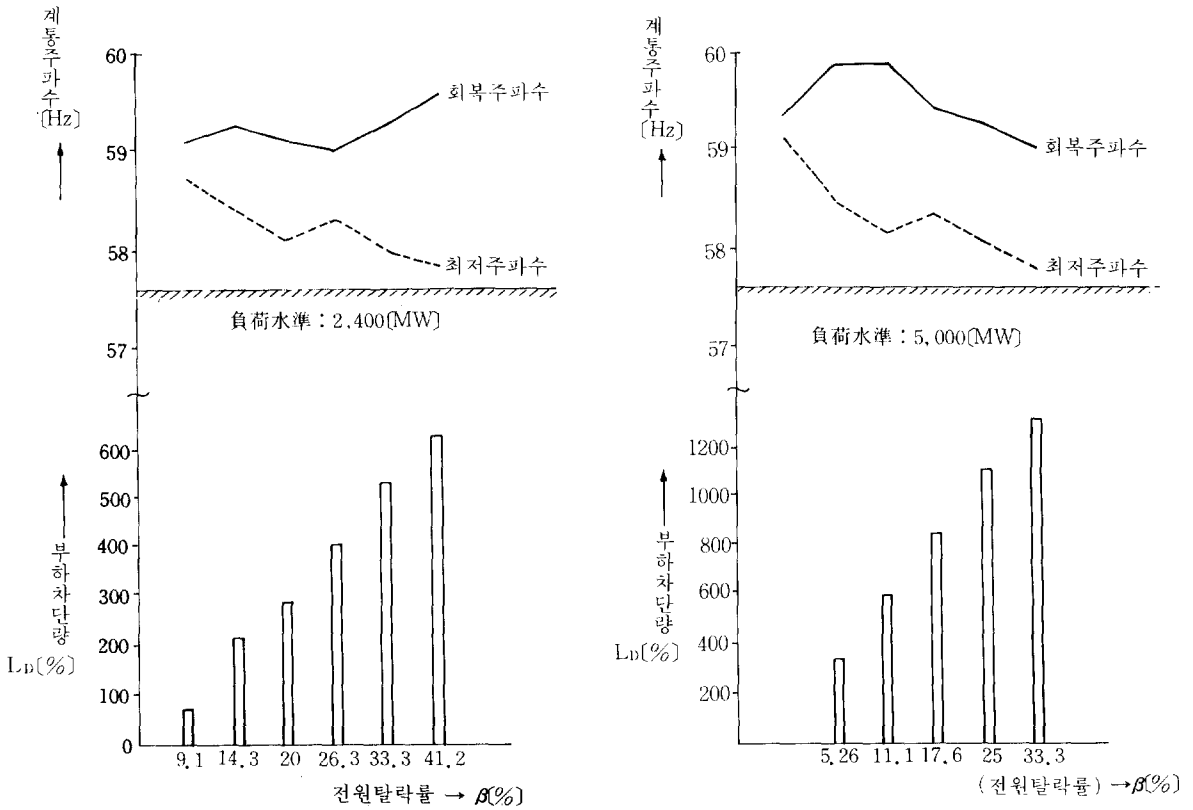 계통주파수
[Hz]
60
59
58
57
회복주파수
최저주파수
負荷水準 : 2,400[MW]
600
500
400
300
200
100
0
부하차단량
LD[%]
9.1 14.3 20 26.3 33.3 41.2
전원탈락률 → β[%]
계통주파수
[Hz]
60
59
58
57
회복주파수
최저주파수
負荷水準 : 5,000[MW]
1200
1000
800
600
400
200
부하차단량
LD[%]
5.26 11.1 17.6 25 33.3
(전원탈락률) →β[%]